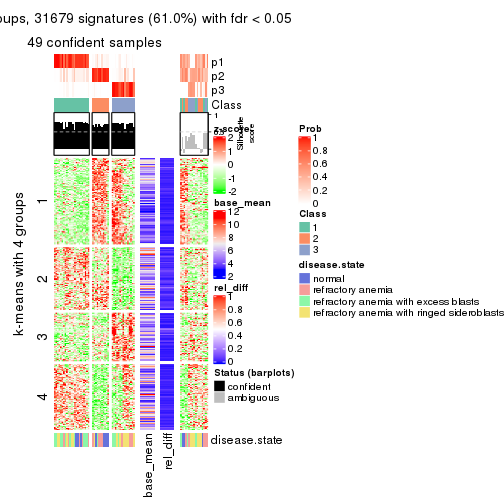 oups, 31679 signatures (61.0%) with fdr < 0.05
49 confident samples
p1
p2
p3
Class
1
0.5
0
Silhouette
score
z-score
2
1
0
-1
-2
base_mean
12
10
8
6
4
2
rel_diff
1
0.8
0.6
0.4
0.2
0
Status (barplots)
confident
ambiguous
Prob
1
0.8
0.6
0.4
0.2
0
Class
1
2
3
disease.state
normal
refractory anemia
refractory anemia with excess blasts
refractory anemia with ringed sideroblasts
k-means with 4 groups
1
2
3
4
disease.state
base_mean
rel_diff